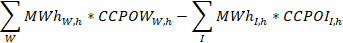 ∑_W MWh_{W,h} * CCPOW_{W,h} − ∑_I MWh_{I,h} * CCPOI_{I,h}